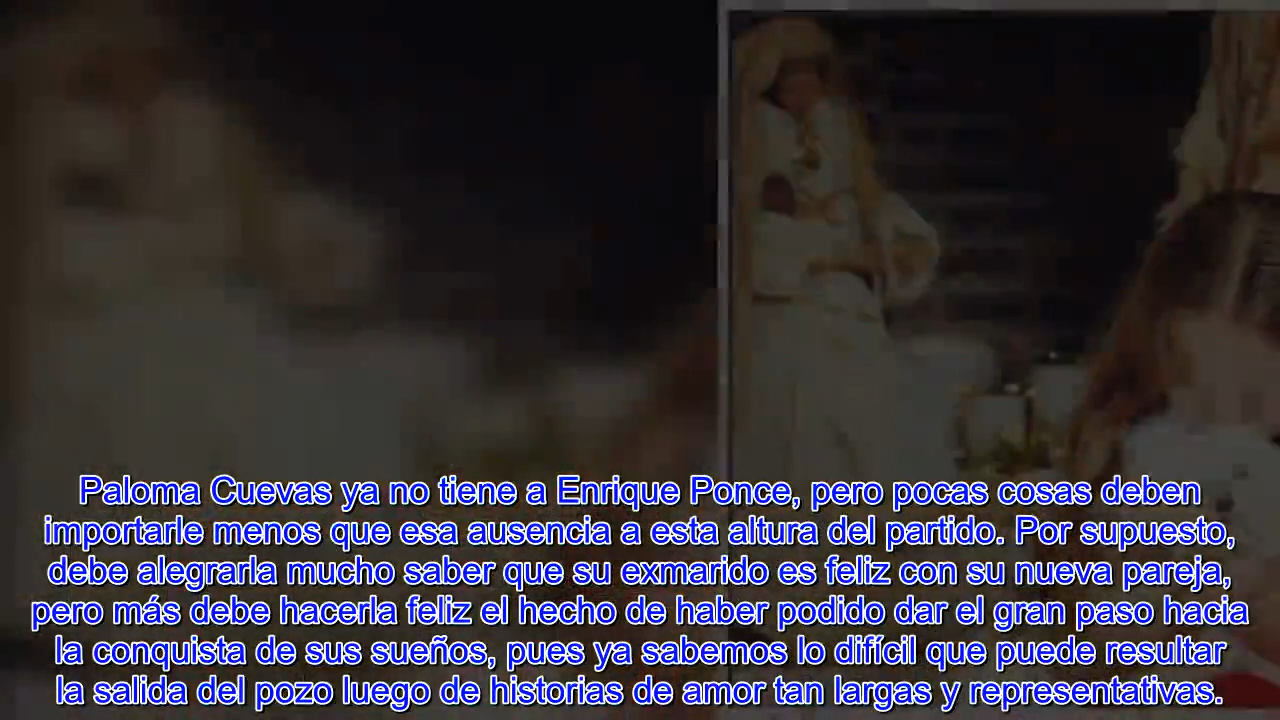 Paloma Cuevas ya no tiene a Enrique Ponce, pero pocas cosas deben
importarle menos que esa ausencia a esta altura del partido. Por supuesto,
debe alegrarla mucho saber que su exmarido es feliz con su nueva pareja,
pero más debe hacerla feliz el hecho de haber podido dar el gran paso hacia
la conquista de sus sueños, pues ya sabemos lo difícil que puede resultar
la salida del pozo luego de historias de amor tan largas y representativas.